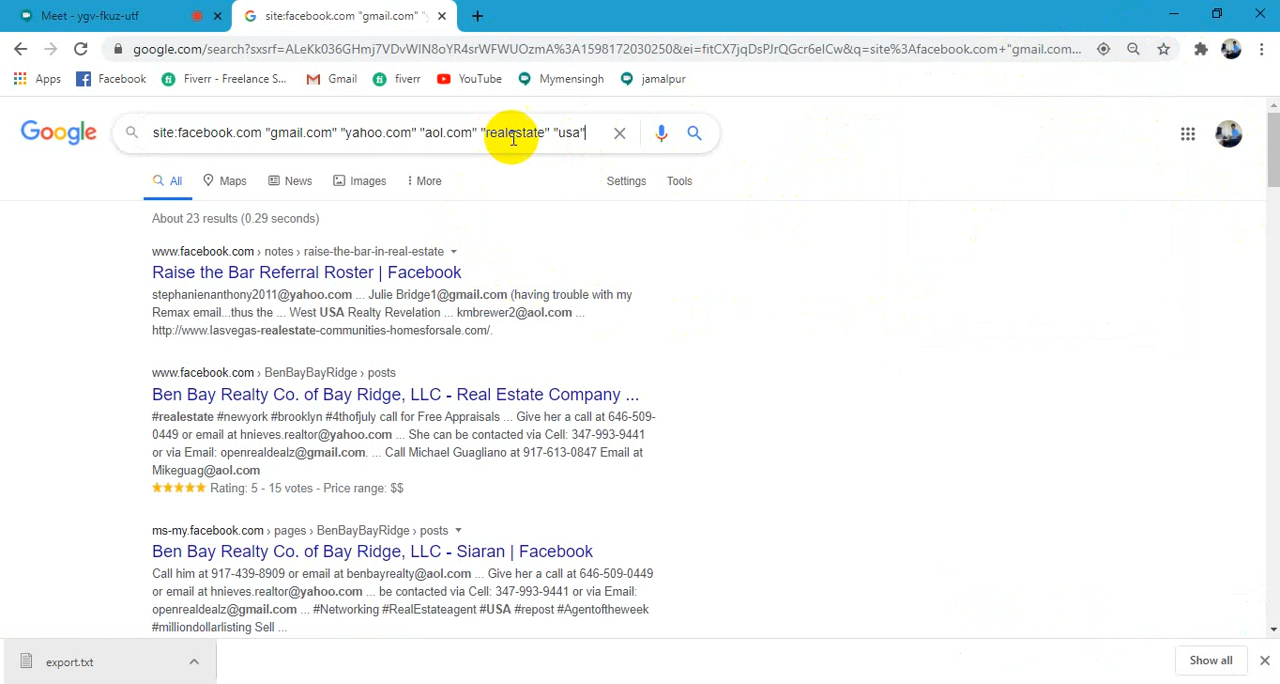 Meet - ygv-fkuz-utf
site:facebook.com "gmail.com" "y
google.com/search?sxsrf=ALeKk036GHmj7VDvWIN8oYR4srWFWUOzmA%3A1598172030250&ei=fitCX7jqDsPJrQGcr6elCw&q=site%3Afacebook.com+"gmail.com...
Apps
Facebook
Fiverr - Freelance S...
Gmail
fiverr
YouTube
Mymensingh
jamalpur
Google
site:facebook.com "gmail.com" "yahoo.com" "aol.com" "realestate" "usa"
All
Maps
News
Images
More
Settings
Tools
About 23 results (0.29 seconds)
www.facebook.com › notes › raise-the-bar-in-real-estate
Raise the Bar Referral Roster | Facebook
stephanienanthony2011@yahoo.com ... Julie Bridge1@gmail.com (having trouble with my
Remax email...thus the ... West USA Realty Revelation ... kmbrewer2@aol.com ...
http://www.lasvegas-realestate-communities-homesforsale.com/.
www.facebook.com › BenBayRidge › posts
Ben Bay Realty Co. of Bay Ridge, LLC - Real Estate Company ...
#realestate #newyork #brooklyn #4thofjuly call for Free Appraisals ... Give her a call at 646-509-
0449 or email at hnieves.realtor@yahoo.com ... She can be contacted via Cell: 347-993-9441
or via Email: openrealdealz@gmail.com. ... Call Michael Guagliano at 917-613-0847 Email at
Mikeguag@aol.com
Rating: 5 - 15 votes - Price range: $$
ms-my.facebook.com › pages › BenBayBayRidge › posts
Ben Bay Realty Co. of Bay Ridge, LLC - Siaran | Facebook
Call him at 917-439-8909 or email at benbayrealty@aol.com ... Give her a call at 646-509-0449
or email at hnieves.realtor@yahoo.com ... be contacted via Cell: 347-993-9441 or via Email:
openrealdealz@gmail.com ... #Networking #RealEstateagent #USA #repost #Agentoftheweek
#milliondollarlisting Sell ...
export.txt
Show all